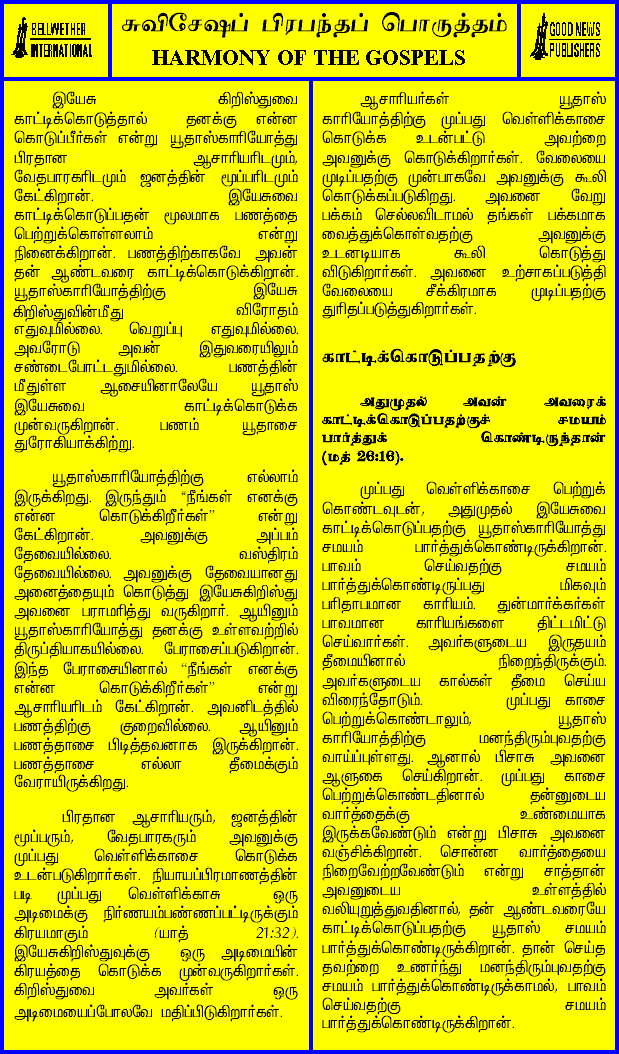 BELLWETHER
INTERNATIONAL
சுவிசேஷப் பிரபந்தப் பொருத்தம்
HARMONY OF THE GOSPELS
GOOD NEWS
PUBLISHERS
இயேசு கிறிஸ்துவை
காட்டிக்கொடுத்தால் தனக்கு என்ன
கொடுப்பீர்கள் என்று யூதாஸ்காரியோத்து
பிரதான ஆசாரியரிடமும்,
வேதபாரகரிடமும் ஜனத்தின் மூப்பரிடமும்
கேட்கிறான். இயேசுவை
காட்டிக்கொடுப்பதன் மூலமாக பணத்தை
பெற்றுக்கொள்ளலாம் என்று
நினைக்கிறான். பணத்திற்காகவே அவன்
தன் ஆண்டவரை காட்டிக்கொடுக்கிறான்.
யூதாஸ்காரியோத்திற்கு இயேசு
கிறிஸ்துவின்மீது விரோதம்
எதுவுமில்லை. வெறுப்பு எதுவுமில்லை.
அவரோடு அவன் இதுவரையிலும்
சண்டைபோட்டதுமில்லை. பணத்தின்
மீதுள்ள ஆசையினாலேயே யூதாஸ்
இயேசுவை காட்டிக்கொடுக்க
முன்வருகிறான். பணம் யூதாசை
துரோகியாக்கிற்று.
யூதாஸ்காரியோத்திற்கு எல்லாம்
இருக்கிறது. இருந்தும் “நீங்கள் எனக்கு
என்ன கொடுக்கிறீர்கள்” என்று
கேட்கிறான். அவனுக்கு அப்பம்
தேவையில்லை. வஸ்திரம்
தேவையில்லை. அவனுக்கு தேவையானது
அனைத்தையும் கொடுத்து இயேசுகிறிஸ்து
அவனை பராமரித்து வருகிறார். ஆயினும்
யூதாஸ்காரியோத்து தனக்கு உள்ளவற்றில்
திருப்தியாகயில்லை. பேராசைப்படுகிறான்.
இந்த பேராசையினால் “நீங்கள் எனக்கு
என்ன கொடுக்கிறீர்கள்” என்று
ஆசாரியரிடம் கேட்கிறான். அவனிடத்தில்
பணத்திற்கு குறைவில்லை. ஆயினும்
பணத்தாசை பிடித்தவனாக இருக்கிறான்.
பணத்தாசை எல்லா தீமைக்கும்
வேராயிருக்கிறது.
பிரதான ஆசாரியரும், ஜனத்தின்
மூப்பரும், வேதபாரகரும் அவனுக்கு
முப்பது வெள்ளிக்காசை கொடுக்க
உடன்படுகிறார்கள். நியாயப்பிரமாணத்தின்
படி முப்பது வெள்ளிக்காசு ஒரு
அடிமைக்கு நிர்ணயம்பண்ணப்பட்டிருக்கும்
கிரயமாகும் (யாத் 21:32).
இயேசுகிறிஸ்துவுக்கு ஒரு அடிமையின்
கிரயத்தை கொடுக்க முன்வருகிறார்கள்.
கிறிஸ்துவை அவர்கள் ஒரு
அடிமையைப்போலவே மதிப்பிடுகிறார்கள்.
ஆசாரியர்கள் யூதாஸ்
காரியோத்திற்கு முப்பது வெள்ளிக்காசை
கொடுக்க உடன்பட்டு அவற்றை
அவனுக்கு கொடுக்கிறார்கள். வேலையை
முடிப்பதற்கு முன்பாகவே அவனுக்கு கூலி
கொடுக்கப்படுகிறது. அவனை வேறு
பக்கம் செல்லவிடாமல் தங்கள் பக்கமாக
வைத்துக்கொள்வதற்கு அவனுக்கு
உடனடியாக கூலி கொடுத்து
விடுகிறார்கள். அவனை உற்சாகப்படுத்தி
வேலையை சீக்கிரமாக முடிப்பதற்கு
துரிதப்படுத்துகிறார்கள்.
காட்டிக்கொடுப்பதற்கு
அதுமுதல் அவன் அவரைக்
காட்டிக்கொடுப்பதற்குச் சமயம்
பார்த்துக் கொண்டிருந்தான்
(மத் 26:16).
முப்பது வெள்ளிக்காசை பெற்றுக்
கொண்டவுடன், அதுமுதல் இயேசுவை
காட்டிக்கொடுப்பதற்கு யூதாஸ்காரியோத்து
சமயம் பார்த்துக்கொண்டிருக்கிறான்.
பாவம் செய்வதற்கு சமயம்
பார்த்துக்கொண்டிருப்பது மிகவும்
பரிதாபமான காரியம். துன்மார்க்கர்கள்
பாவமான காரியங்களை திட்டமிட்டு
செய்வார்கள். அவர்களுடைய இருதயம்
தீமையினால் நிறைந்திருக்கும்.
அவர்களுடைய கால்கள் தீமை செய்ய
விரைந்தோடும். முப்பது காசை
பெற்றுக்கொண்டாலும், யூதாஸ்
காரியோத்திற்கு மனந்திரும்புவதற்கு
வாய்ப்புள்ளது. ஆனால் பிசாசு அவனை
ஆளுகை செய்கிறான். முப்பது காசை
பெற்றுக்கொண்டதினால் தன்னுடைய
வார்த்தைக்கு உண்மையாக
இருக்கவேண்டும் என்று பிசாசு அவனை
வஞ்சிக்கிறான். சொன்ன வார்த்தையை
நிறைவேற்றவேண்டும் என்று சாத்தான்
அவனுடைய உள்ளத்தில்
வலியுறுத்துவதினால், தன் ஆண்டவரையே
காட்டிக்கொடுப்பதற்கு யூதாஸ் சமயம்
பார்த்துக்கொண்டிருக்கிறான். தான் செய்த
தவற்றை உணர்ந்து மனந்திரும்புவதற்கு
சமயம் பார்த்துக்கொண்டிருக்காமல், பாவம்
செய்வதற்கு சமயம்
பார்த்துக்கொண்டிருக்கிறான்.